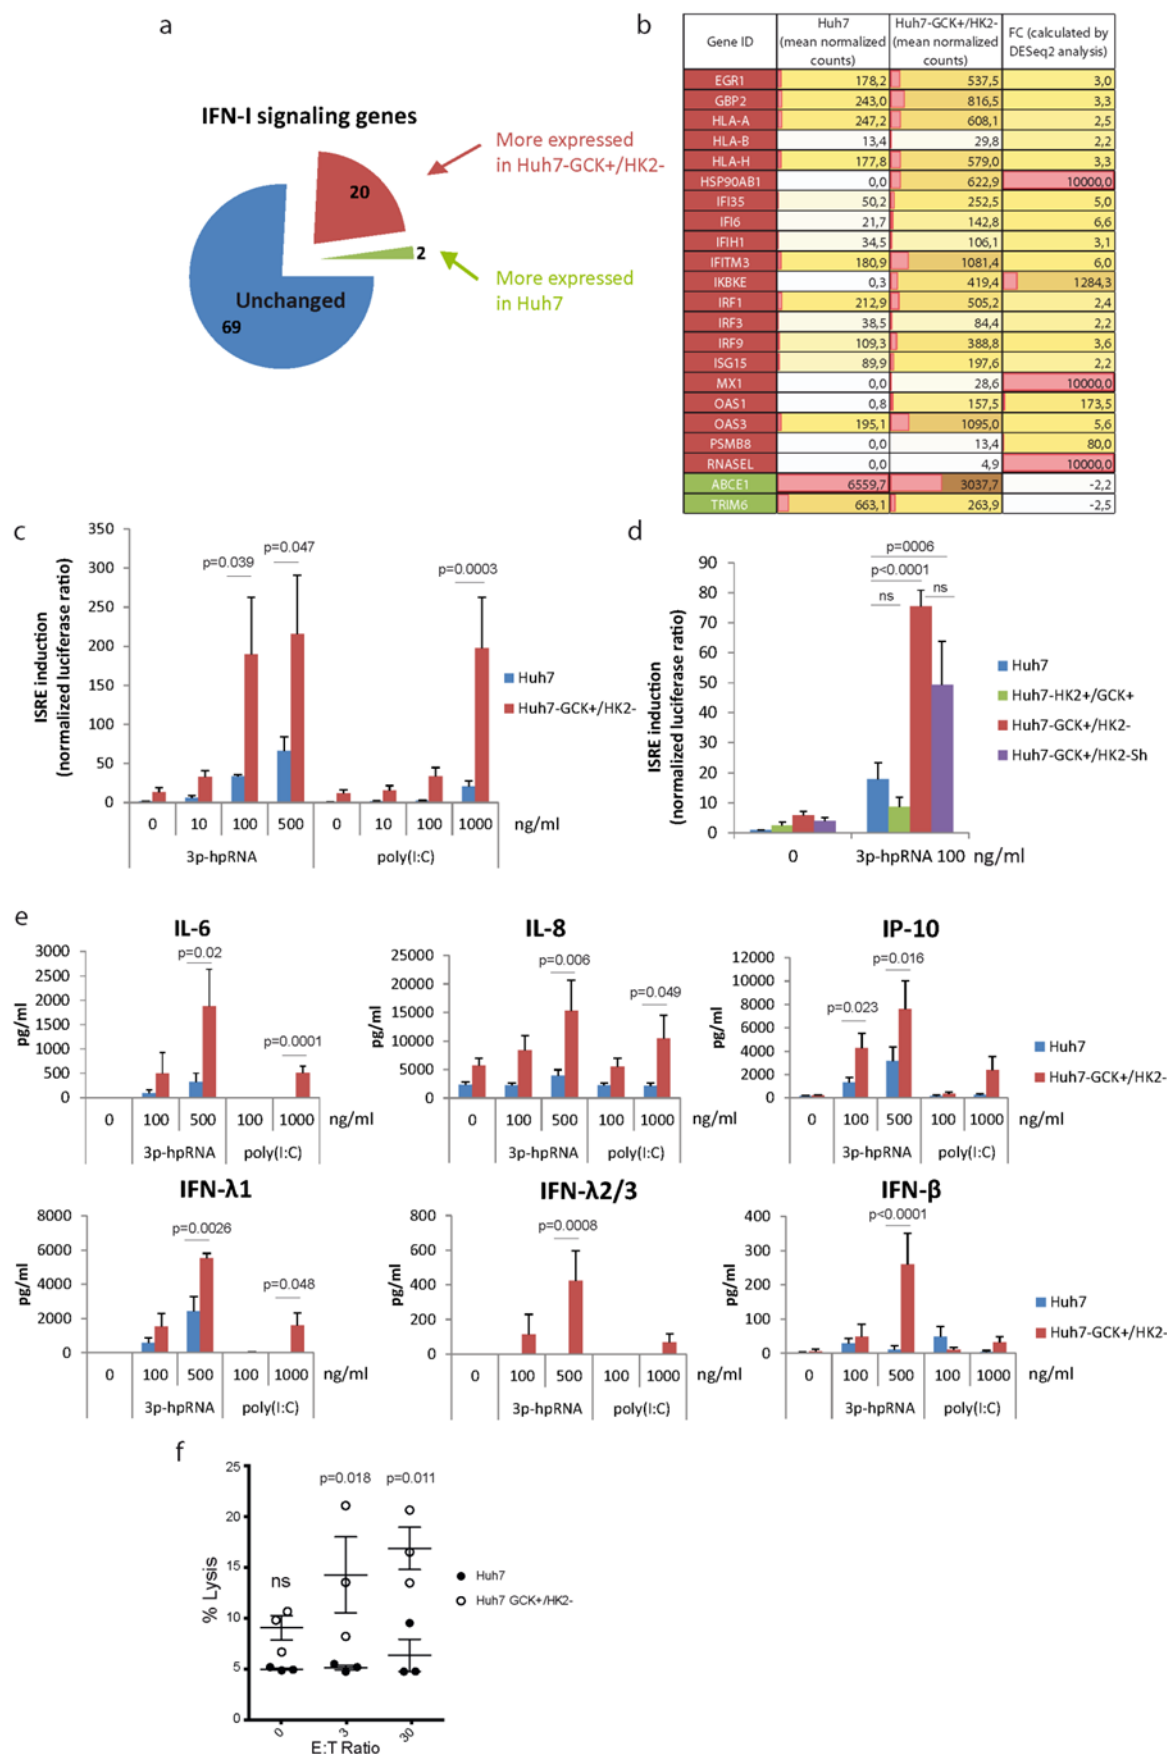 a
IFN-I signaling genes
More expressed
in Huh7-GCK+/HK2-
20
2
More expressed
in Huh7
Unchanged
69
b
Gene ID | Huh7 (mean normalized counts) | Huh7-GCK+/HK2- (mean normalized counts) | FC (calculated by DESeq2 analysis)
EGR1 178,2 537,5 3,0
GBP2 243,0 816,5 3,3
HLA-A 247,2 608,1 2,5
HLA-B 13,4 29,8 2,2
HLA-H 177,8 579,0 3,3
HSP90AB1 0,0 622,9 10000,0
IFI35 50,2 252,5 5,0
IFI6 21,7 142,8 6,6
IFIH1 34,5 106,1 3,1
IFITM3 180,9 1081,4 6,0
IKBKE 0,3 419,4 1284,3
IRF1 212,9 505,2 2,4
IRF3 38,5 84,4 2,2
IRF9 109,3 388,8 3,6
ISG15 89,9 197,6 2,2
MX1 0,0 28,6 10000,0
OAS1 0,8 157,5 173,5
OAS3 195,1 1095,0 5,6
PSMB8 0,0 13,4 80,0
RNASEL 0,0 4,9 10000,0
ABCE1 6559,7 3037,7 -2,2
TRIM6 663,1 263,9 -2,5
c
ISRE induction
(normalized luciferase ratio)
350
300
250
200
150
100
50
0
p=0.039
p=0.047
p=0.0003
Huh7
Huh7-GCK+/HK2-
0 10 100 500 0 10 100 1000 ng/ml
3p-hpRNA poly(I:C)
d
ISRE induction
(normalized luciferase ratio)
90
80
70
60
50
40
30
20
10
0
p=0006
p<0.0001
ns
ns
Huh7
Huh7-HK2+/GCK+
Huh7-GCK+/HK2-
Huh7-GCK+/HK2-Sh
0 3p-hpRNA 100 ng/ml
e
IL-6
pg/ml
3000
2500
2000
1500
1000
500
0
p=0.02
p=0.0001
0 100 500 100 1000 ng/ml
3p-hpRNA poly(I:C)
IL-8
pg/ml
25000
20000
15000
10000
5000
0
p=0.006
p=0.049
0 100 500 100 1000 ng/ml
3p-hpRNA poly(I:C)
IP-10
pg/ml
12000
10000
8000
6000
4000
2000
0
p=0.016
p=0.023
Huh7
Huh7-GCK+/HK2-
0 100 500 100 1000 ng/ml
3p-hpRNA poly(I:C)
IFN-λ1
pg/ml
8000
6000
4000
2000
0
p=0.0026
p=0.048
0 100 500 100 1000 ng/ml
3p-hpRNA poly(I:C)
IFN-λ2/3
pg/ml
800
600
400
200
0
p=0.0008
0 100 500 100 1000 ng/ml
3p-hpRNA poly(I:C)
IFN-β
pg/ml
400
300
200
100
0
p<0.0001
Huh7
Huh7-GCK+/HK2-
0 100 500 100 1000 ng/ml
3p-hpRNA poly(I:C)
f
% Lysis
25
20
15
10
5
0
ns
p=0.018
p=0.011
Huh7
Huh7 GCK+/HK2-
0 3 30
E:T Ratio